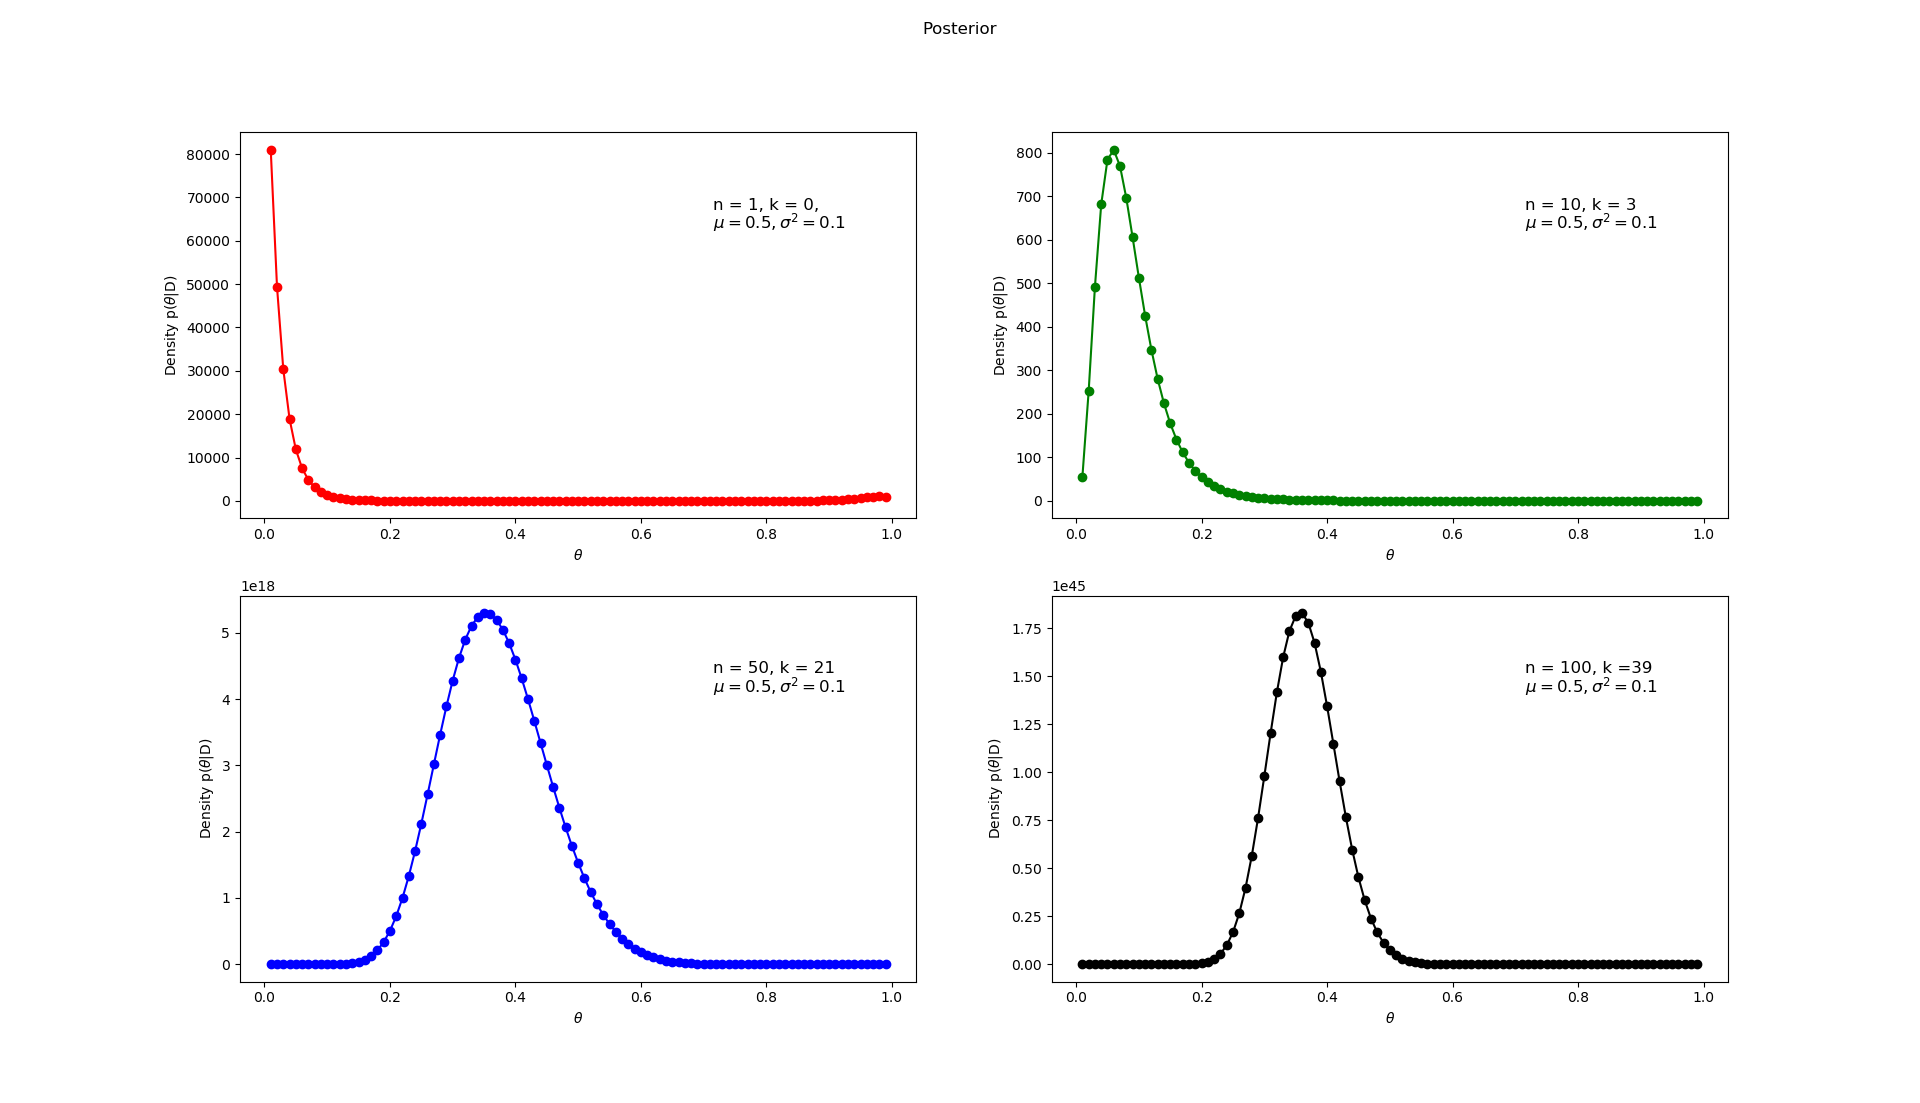 Posterior
80000
70000
60000
50000
40000
30000
20000
10000
0
Density p(θ|D)
n = 1, k = 0,
μ = 0.5, σ² = 0.1
0.0 0.2 0.4 0.6 0.8 1.0
θ
800
700
600
500
400
300
200
100
0
Density p(θ|D)
n = 10, k = 3
μ = 0.5, σ² = 0.1
0.0 0.2 0.4 0.6 0.8 1.0
θ
1e18
5
4
3
2
1
0
Density p(θ|D)
n = 50, k = 21
μ = 0.5, σ² = 0.1
0.0 0.2 0.4 0.6 0.8 1.0
θ
1e45
1.75
1.50
1.25
1.00
0.75
0.50
0.25
0.00
Density p(θ|D)
n = 100, k =39
μ = 0.5, σ² = 0.1
0.0 0.2 0.4 0.6 0.8 1.0
θ